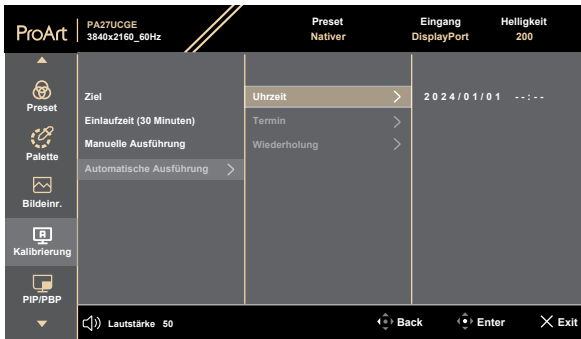 ProArt
PA27UCGE
3840x2160_60Hz
Preset
Nativer
Eingang
DisplayPort
Helligkeit
200
Preset
Palette
Bildeinr.
Kalibrierung
PIP/PBP
Ziel
Einlaufzeit (30 Minuten)
Manuelle Ausführung
Automatische Ausführung
Uhrzeit
Termin
Wiederholung
2024/01/01 --:--
Lautstärke 50
Back
Enter
Exit